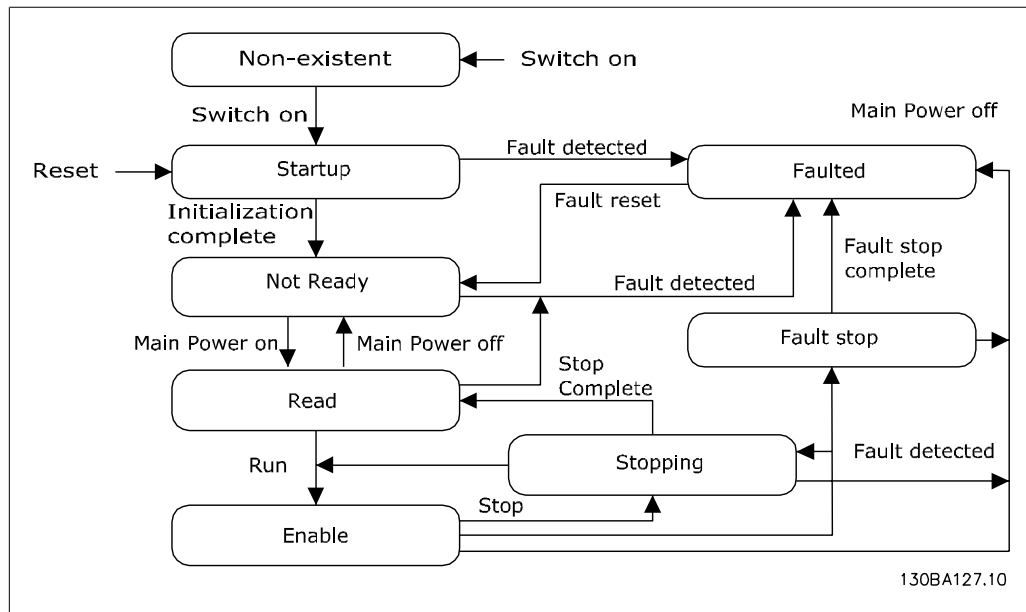 Non-existent
Switch on
Switch on
Main Power off
Reset
Startup
Fault detected
Faulted
Fault reset
Initialization
complete
Fault stop
complete
Not Ready
Fault detected
Main Power on
Main Power off
Fault stop
Stop
Complete
Read
Run
Stopping
Fault detected
Stop
Enable
130BA127.10